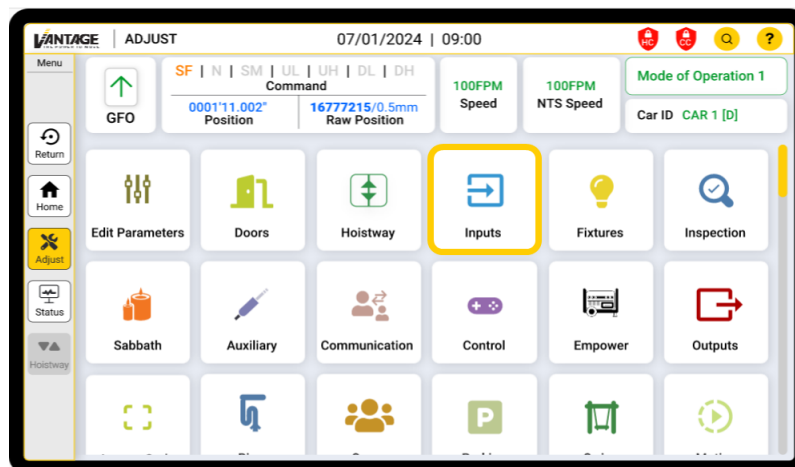 VANTAGE | ADJUST 07/01/2024 | 09:00 HC CC ?
Menu
Return
Home
Adjust
Status
Hoistway
GFO
SF | N | SM | UL | UH | DL | DH
Command
0001'11.002"
Position
16777215/0.5mm
Raw Position
100FPM
Speed
100FPM
NTS Speed
Mode of Operation 1
Car ID CAR 1 [D]
Edit Parameters
Doors
Hoistway
Inputs
Fixtures
Inspection
Sabbath
Auxiliary
Communication
Control
Empower
Outputs
P